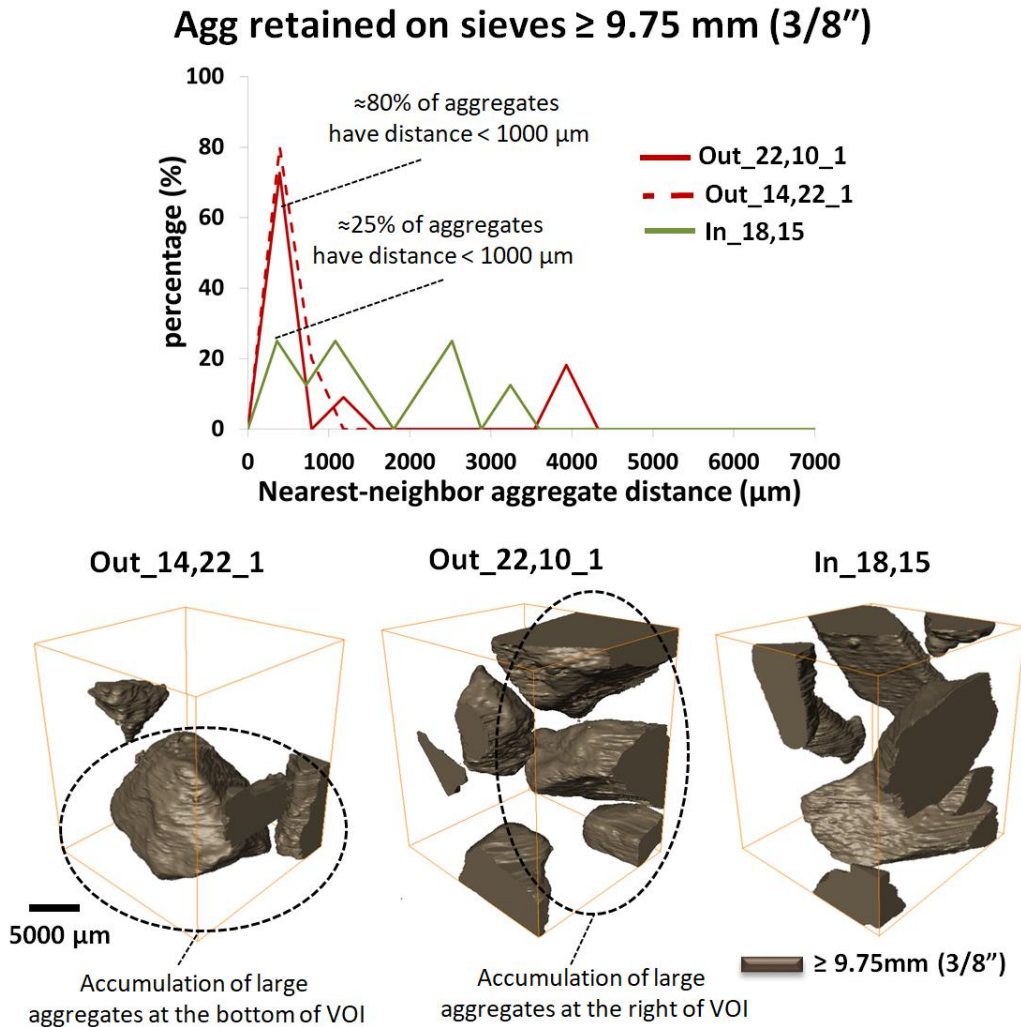 Agg retained on sieves ≥ 9.75 mm (3/8″)
100
80
60
40
20
0
percentage (%)
≈80% of aggregates
have distance < 1000 µm
≈25% of aggregates
have distance < 1000 µm
Out_22,10_1
Out_14,22_1
In_18,15
0 1000 2000 3000 4000 5000 6000 7000
Nearest-neighbor aggregate distance (µm)
Out_14,22_1
Out_22,10_1
In_18,15
5000 µm
Accumulation of large
aggregates at the bottom of VOI
Accumulation of large
aggregates at the right of VOI
≥ 9.75mm (3/8″)